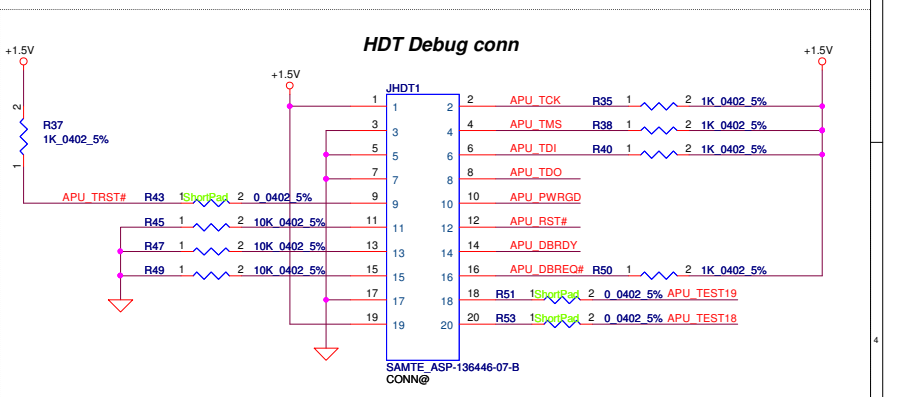 HDT Debug conn
+1.5V
+1.5V
+1.5V
JHDT1
2
R37
1K_0402_5%
1
1 1 2 2 APU_TCK R35 1 2 1K_0402_5%
3 3 4 4 APU_TMS R38 1 2 1K_0402_5%
5 5 6 6 APU_TDI R40 1 2 1K_0402_5%
7 7 8 8 APU_TDO
APU_TRST# R43 1 ShortPad 2 0_0402_5% 9 9 10 10 APU_PWRGD
R45 1 2 10K_0402_5% 11 11 12 12 APU_RST#
R47 1 2 10K_0402_5% 13 13 14 14 APU_DBRDY
R49 1 2 10K_0402_5% 15 15 16 16 APU_DBREQ# R50 1 2 1K_0402_5%
17 17 18 18 R51 1 ShortPad 2 0_0402_5% APU_TEST19
19 19 20 20 R53 1 ShortPad 2 0_0402_5% APU_TEST18
4
SAMTE_ASP-136446-07-B
CONN@